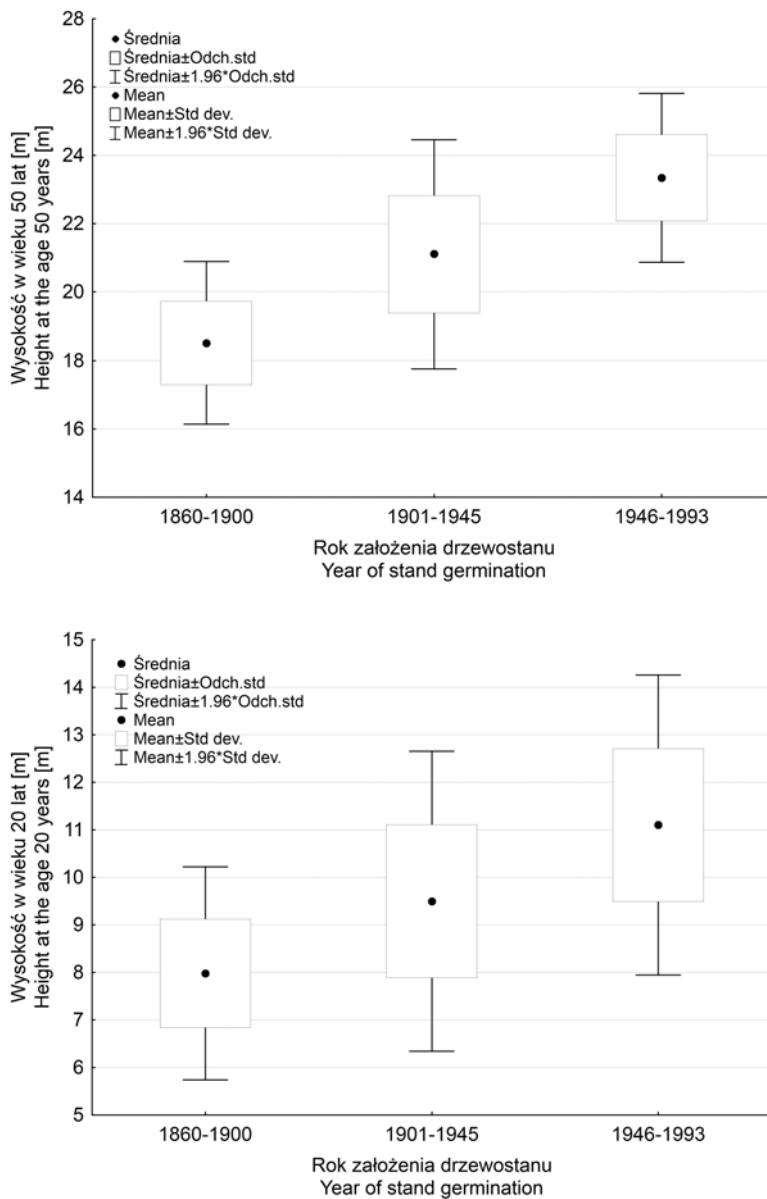 28
26
24
22
20
18
16
14
Wysokość w wieku 50 lat [m]
Height at the age 50 years [m]
Średnia
Średnia±Odch.std
Średnia±1.96*Odch.std
Mean
Mean±Std dev.
Mean±1.96*Std dev.
1860-1900 1901-1945 1946-1993
Rok założenia drzewostanu
Year of stand germination
15
14
13
12
11
10
9
8
7
6
5
Wysokość w wieku 20 lat [m]
Height at the age 20 years [m]
Średnia
Średnia±Odch.std
Średnia±1.96*Odch.std
Mean
Mean±Std dev.
Mean±1.96*Std dev.
1860-1900 1901-1945 1946-1993
Rok założenia drzewostanu
Year of stand germination